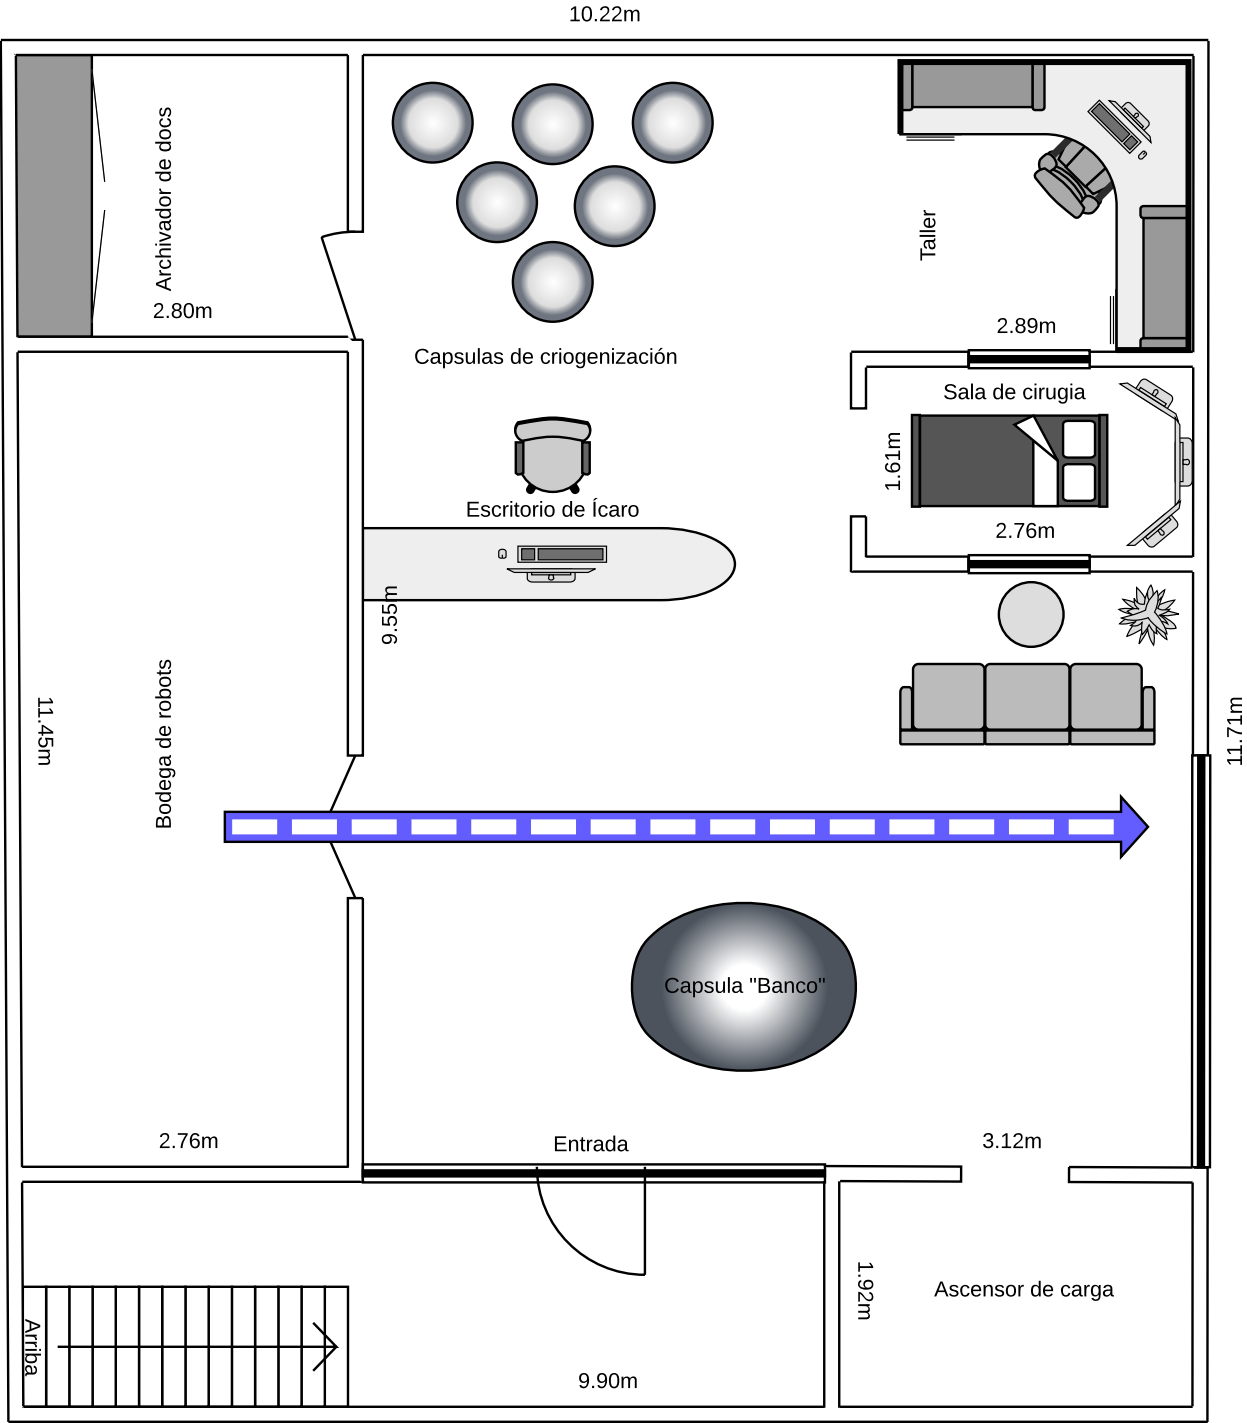 10.22m
Archivador de docs
2.80m
Capsulas de criogenización
Taller
2.89m
Sala de cirugia
1.61m
2.76m
Escritorio de Ícaro
9.55m
Bodega de robots
11.45m
11.71m
Capsula "Banco"
2.76m
Entrada
3.12m
Arriba
1.92m
Ascensor de carga
9.90m